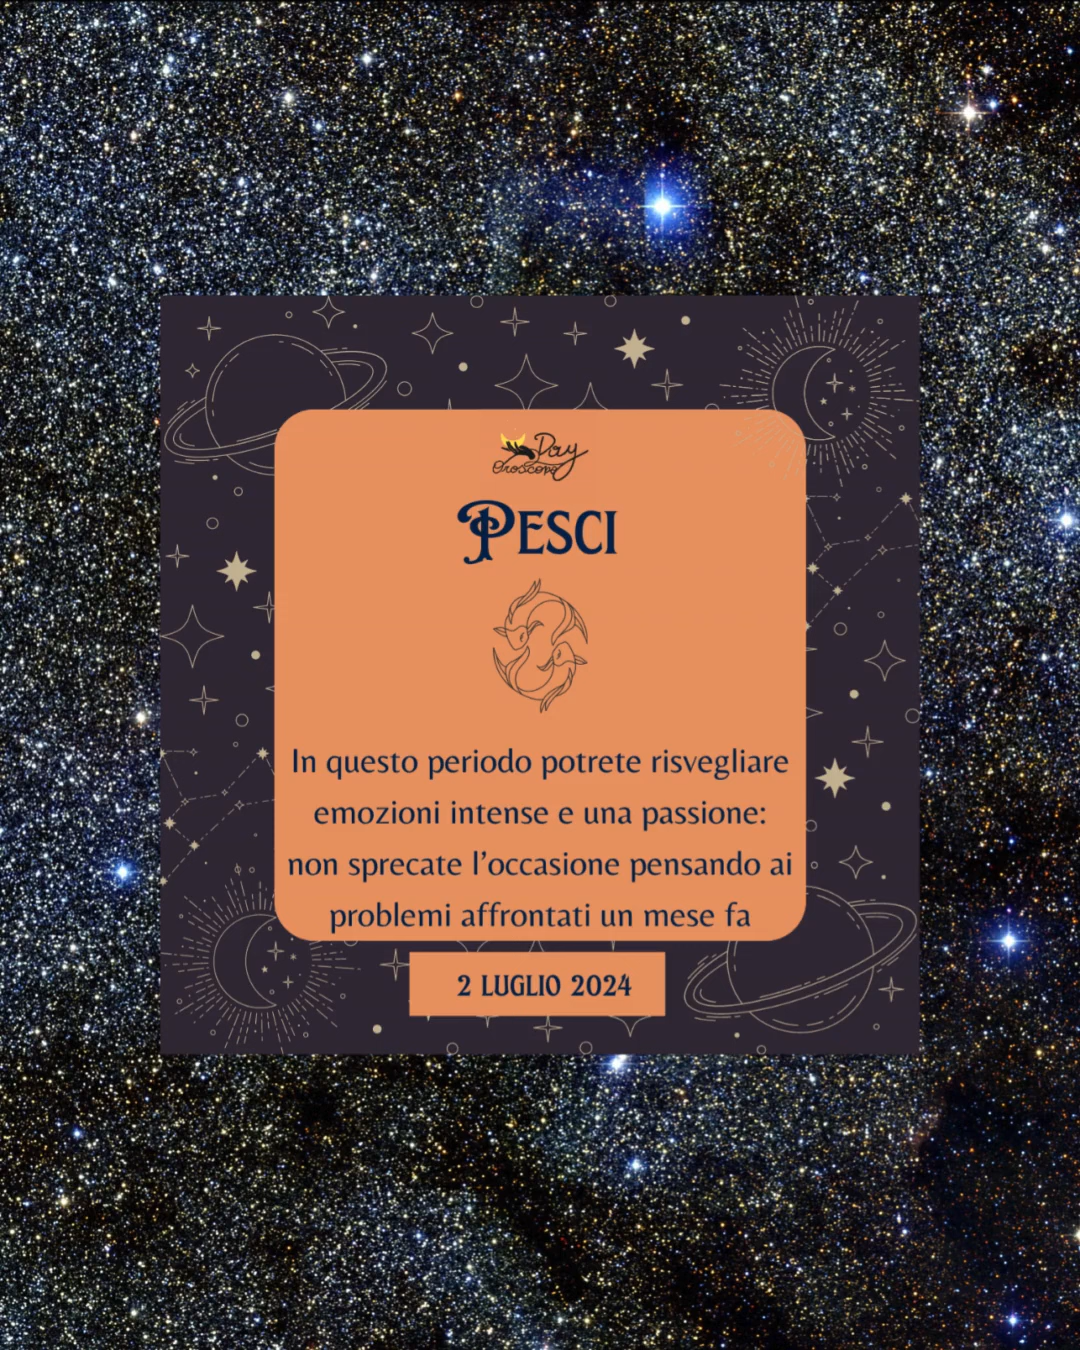 Day
Oroscopo
PESCI
In questo periodo potrete risvegliare
emozioni intense e una passione:
non sprecate l’occasione pensando ai
problemi affrontati un mese fa
2 LUGLIO 2024